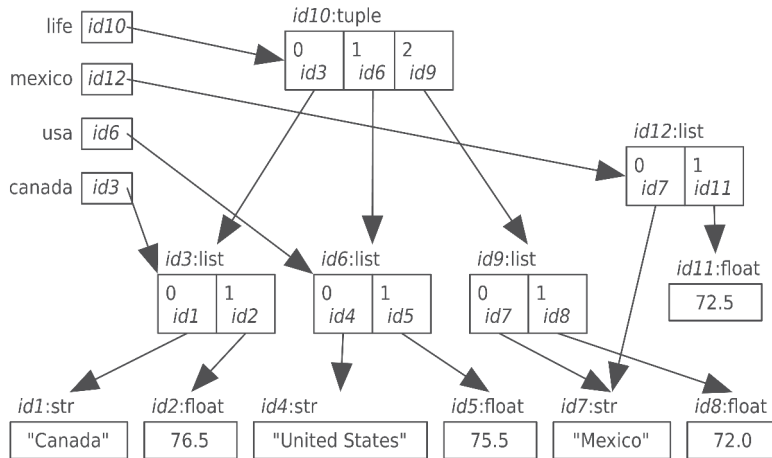 life id10
id10:tuple
0 1 2
id3 id6 id9
mexico id12
usa id6
canada id3
id12:list
0 1
id7 id11
id3:list
0 1
id1 id2
id6:list
0 1
id4 id5
id9:list
0 1
id7 id8
id11:float
72.5
id1:str
"Canada"
id2:float
76.5
id4:str
"United States"
id5:float
75.5
id7:str
"Mexico"
id8:float
72.0